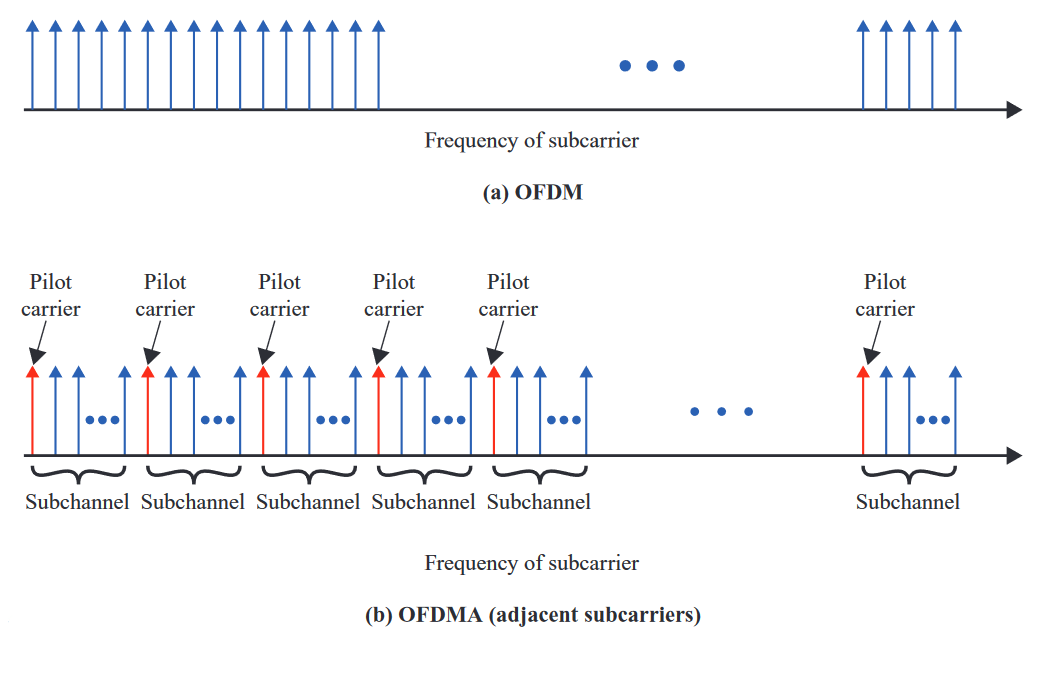 Frequency of subcarrier
(a) OFDM
Pilot carrier
Pilot carrier
Pilot carrier
Pilot carrier
Pilot carrier
Pilot carrier
Subchannel Subchannel Subchannel Subchannel Subchannel Subchannel
Frequency of subcarrier
(b) OFDMA (adjacent subcarriers)